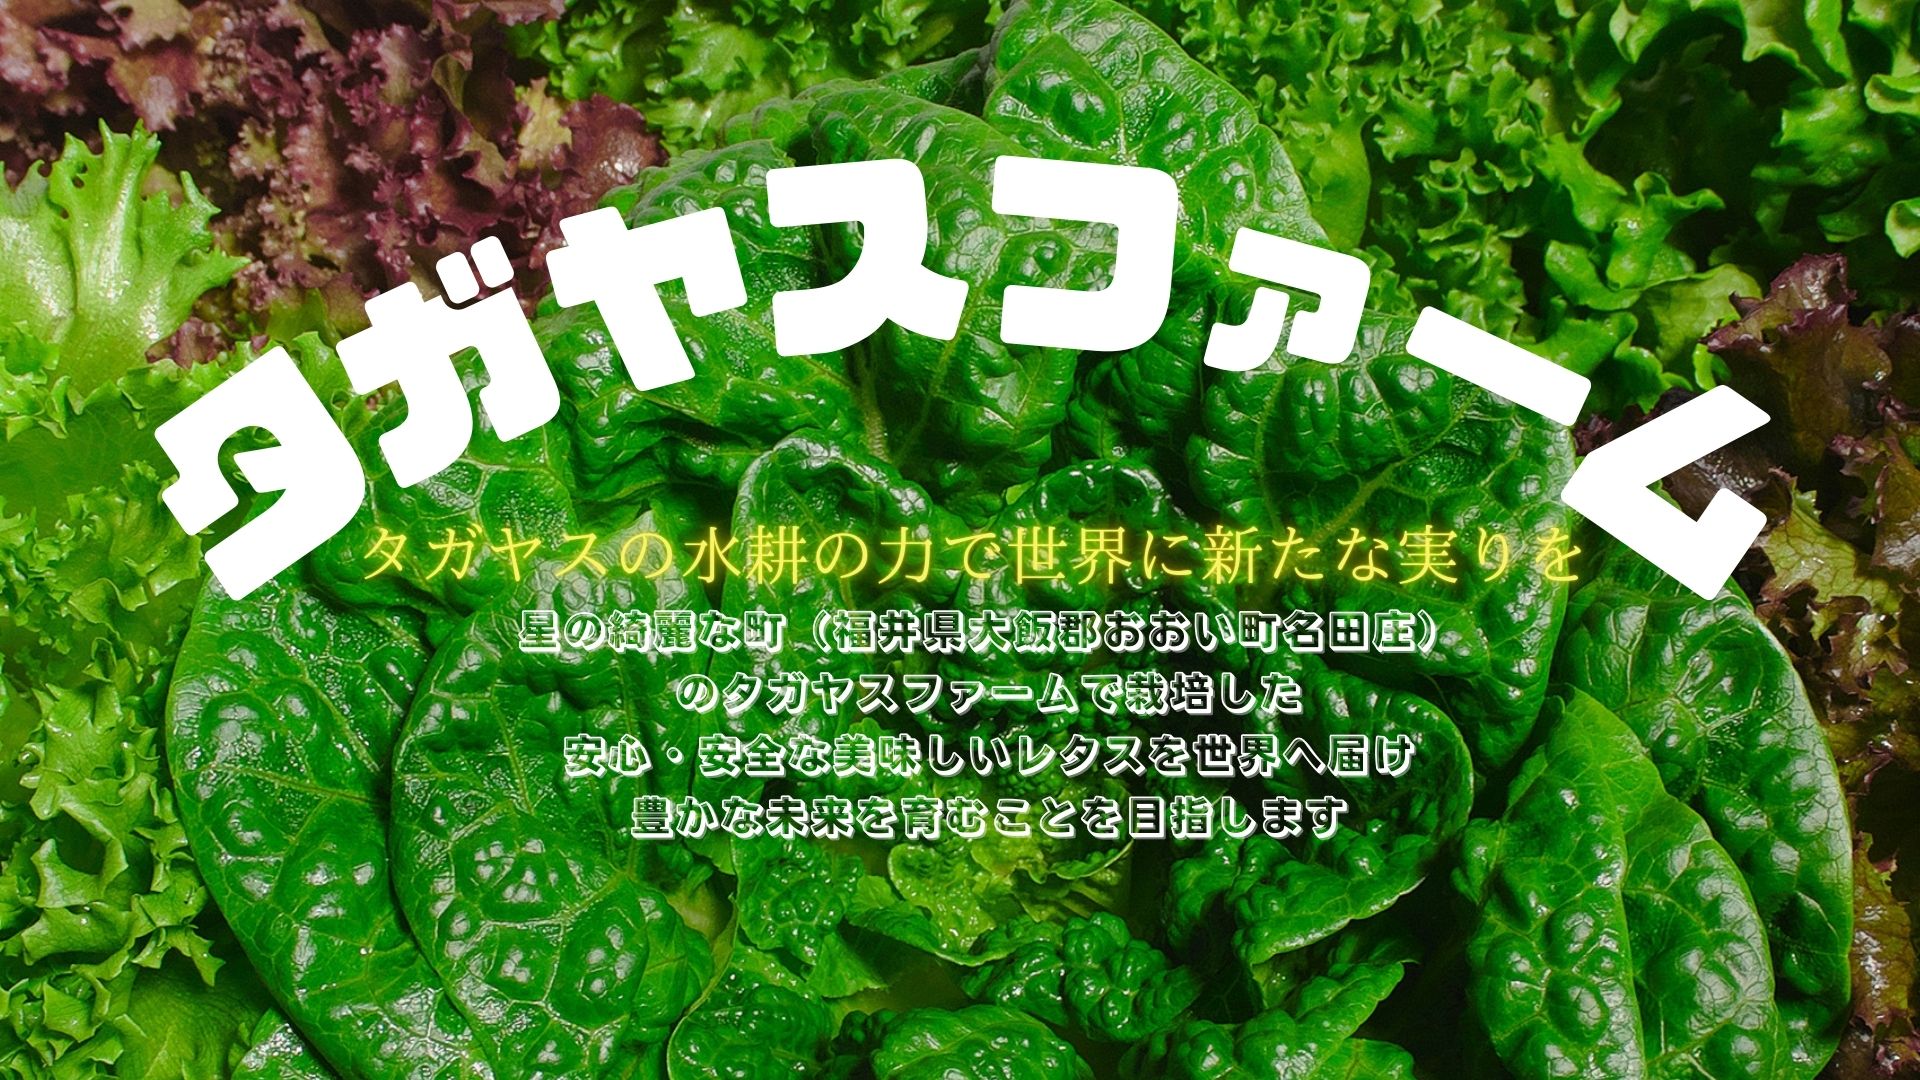 タガヤスファーム
タガヤスの水耕の力で世界に新たな実りを
星の綺麗な町（福井県大飯郡おおい町名田庄）
のタガヤスファームで栽培した
安心・安全な美味しいレタスを世界へ届け
豊かな未来を育むことを目指します